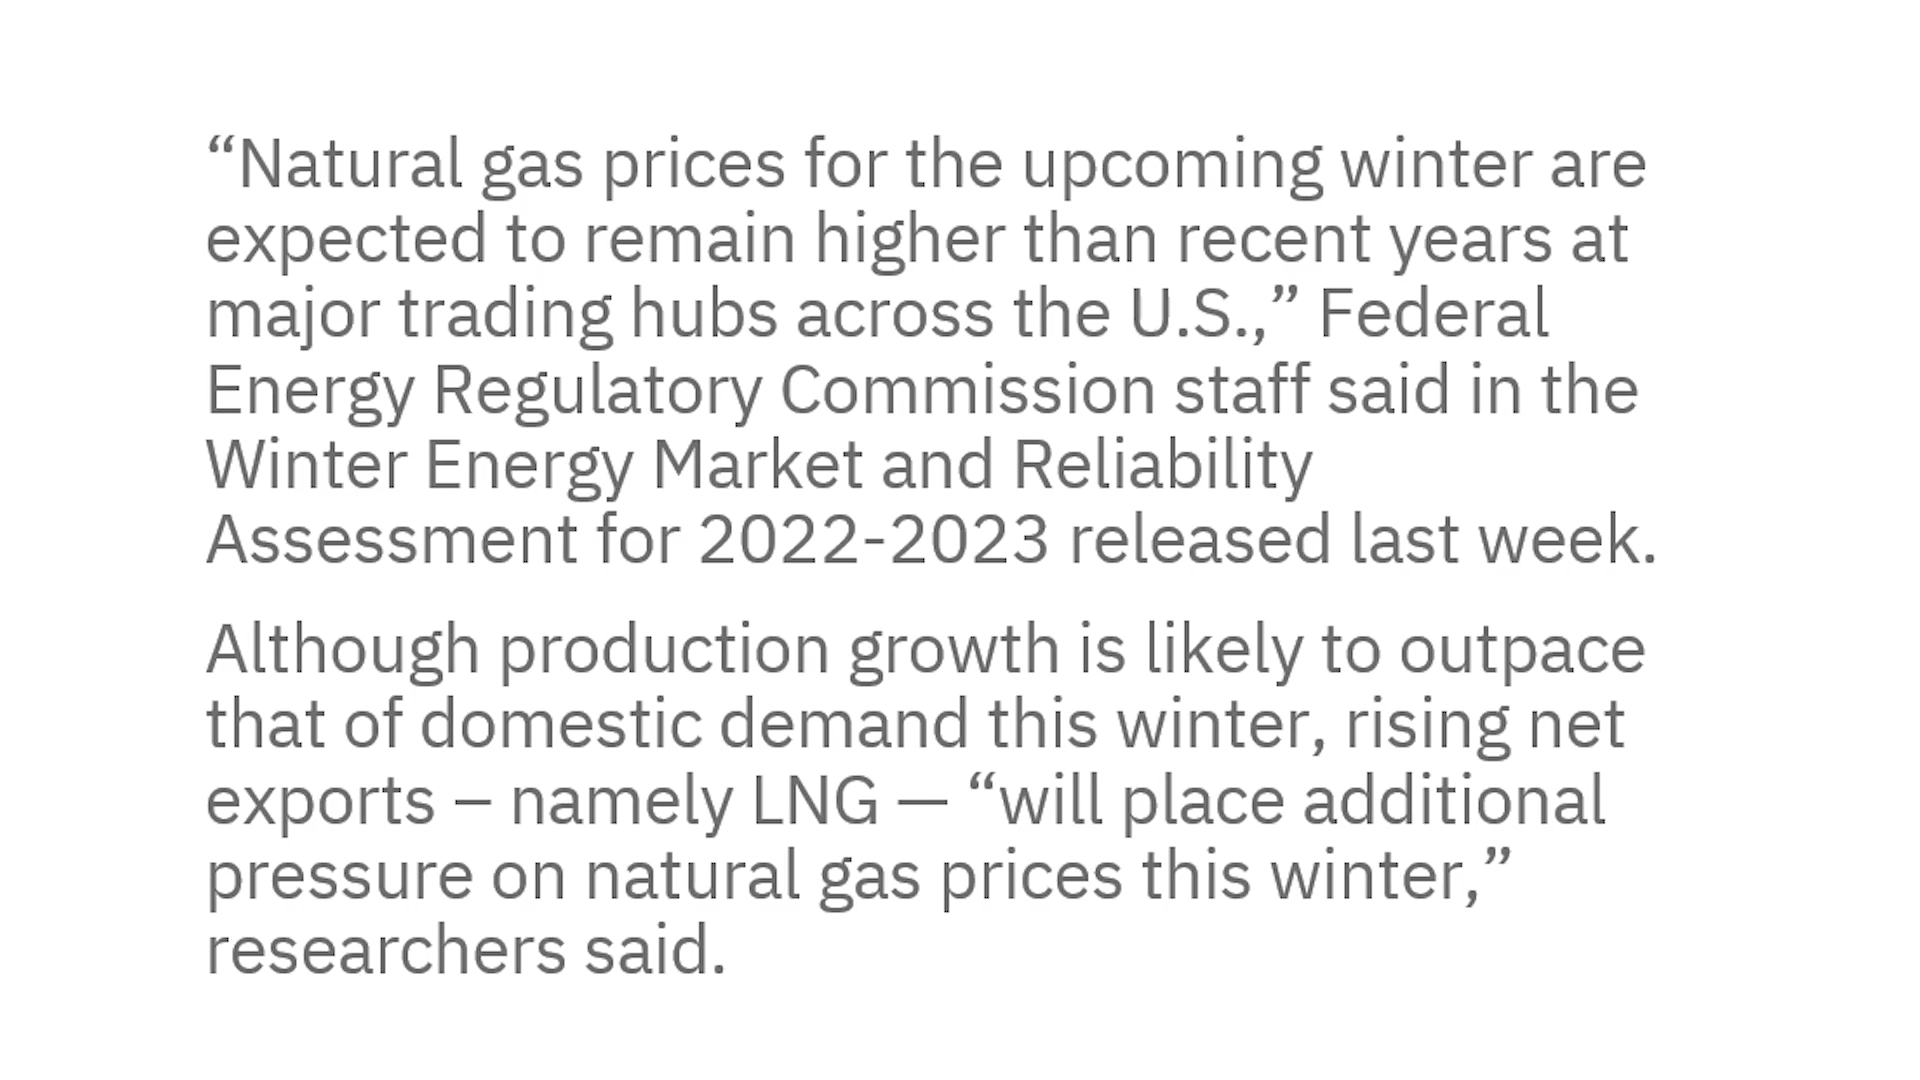 “Natural gas prices for the upcoming winter are
expected to remain higher than recent years at
major trading hubs across the U.S.,” Federal
Energy Regulatory Commission staff said in the
Winter Energy Market and Reliability
Assessment for 2022-2023 released last week.
Although production growth is likely to outpace
that of domestic demand this winter, rising net
exports – namely LNG — “will place additional
pressure on natural gas prices this winter,”
researchers said.